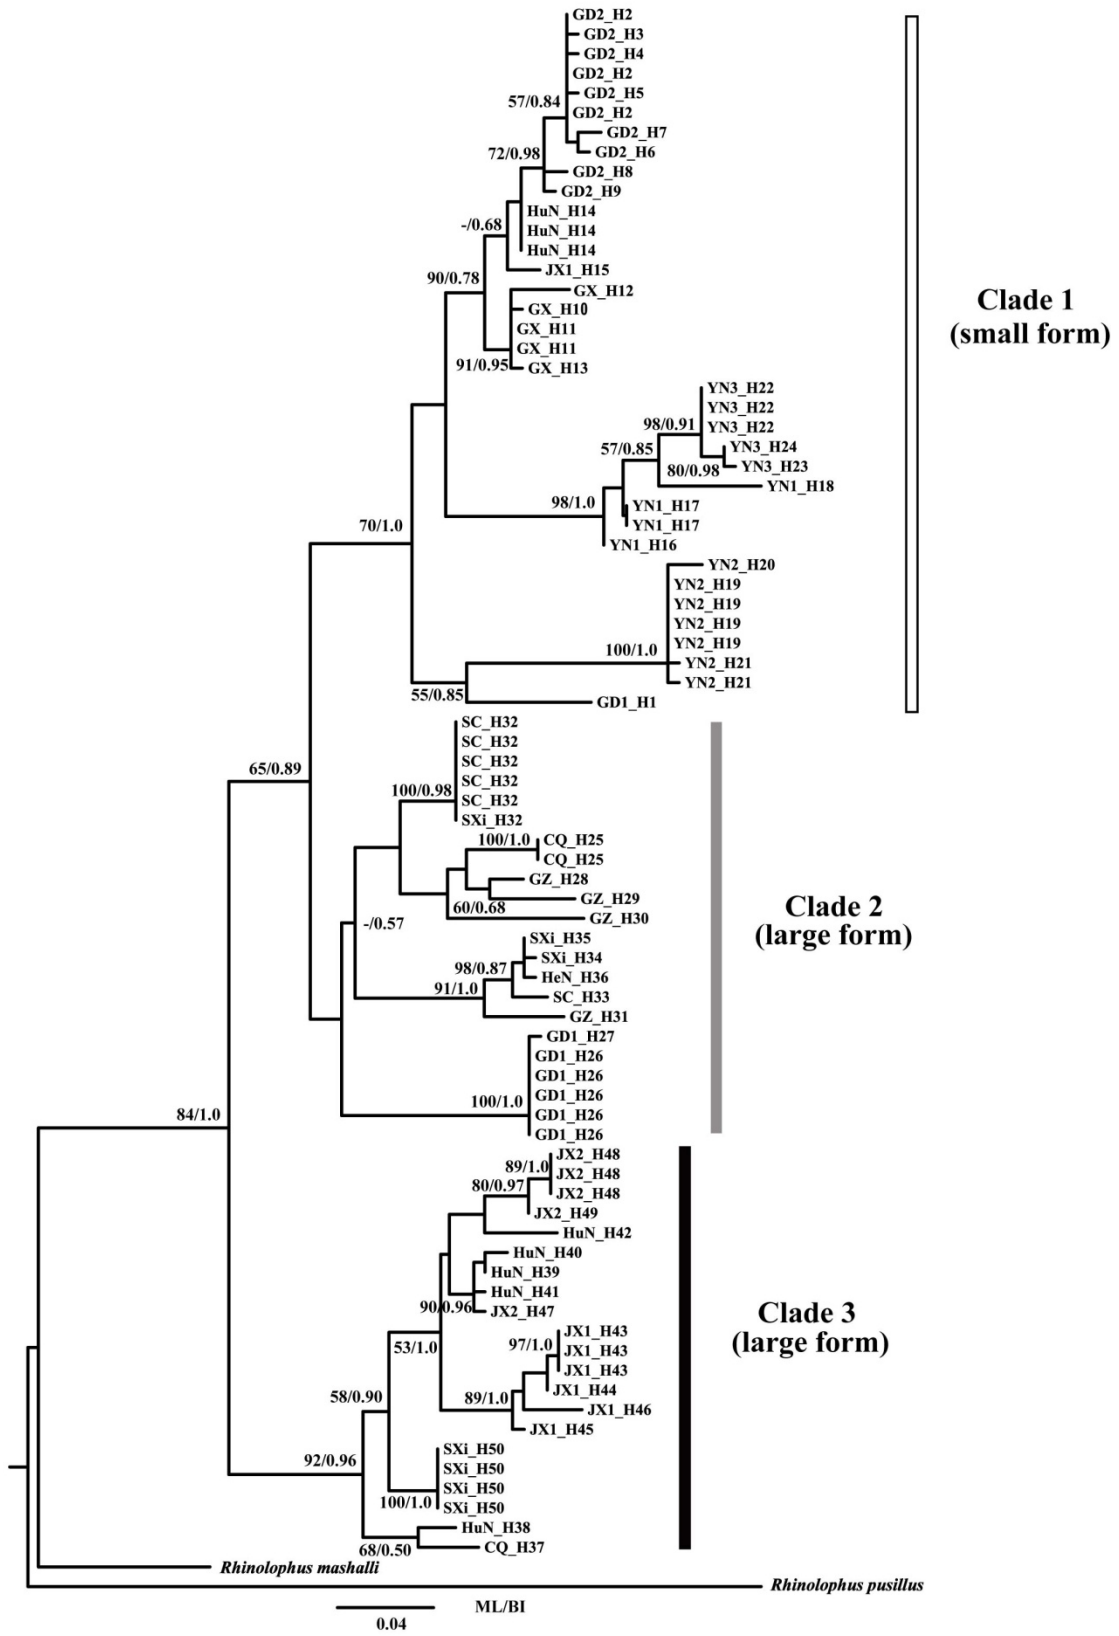 GD2_H2
GD2_H3
GD2_H4
GD2_H2
GD2_H5
57/0.84
GD2_H2
GD2_H7
GD2_H6
72/0.98
GD2_H8
GD2_H9
HuN_H14
-/0.68
HuN_H14
HuN_H14
JX1_H15
90/0.78
GX_H12
GX_H10
GX_H11
GX_H11
91/0.95
GX_H13
Clade 1
(small form)
YN3_H22
YN3_H22
98/0.91
YN3_H22
57/0.85
YN3_H24
80/0.98
YN3_H23
YN1_H18
98/1.0
YN1_H17
YN1_H17
70/1.0
YN1_H16
YN2_H20
YN2_H19
YN2_H19
YN2_H19
100/1.0
YN2_H19
YN2_H21
YN2_H21
55/0.85
GD1_H1
SC_H32
SC_H32
SC_H32
65/0.89
SC_H32
100/0.98
SC_H32
SXi_H32
100/1.0
CQ_H25
CQ_H25
GZ_H28
GZ_H29
60/0.68
GZ_H30
-/0.57
Clade 2
(large form)
SXi_H35
SXi_H34
98/0.87
HeN_H36
91/1.0
SC_H33
GZ_H31
GD1_H27
GD1_H26
GD1_H26
GD1_H26
100/1.0
GD1_H26
GD1_H26
84/1.0
JX2_H48
89/1.0
JX2_H48
80/0.97
JX2_H48
JX2_H49
HuN_H42
HuN_H40
HuN_H39
HuN_H41
90/0.96
JX2_H47
Clade 3
(large form)
JX1_H43
97/1.0
JX1_H43
53/1.0
JX1_H43
JX1_H44
58/0.90
89/1.0
JX1_H46
JX1_H45
SXi_H50
92/0.96
SXi_H50
SXi_H50
100/1.0
SXi_H50
HuN_H38
68/0.50
CQ_H37
Rhinolophus mashalli
Rhinolophus pusillus
ML/BI
0.04